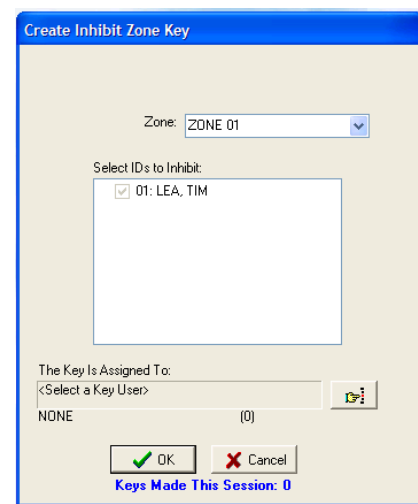 Create Inhibit Zone Key
Zone: ZONE 01
Select IDs to Inhibit:
01: LEA, TIM
The Key Is Assigned To:
<Select a Key User>
NONE (0)
OK Cancel
Keys Made This Session: 0